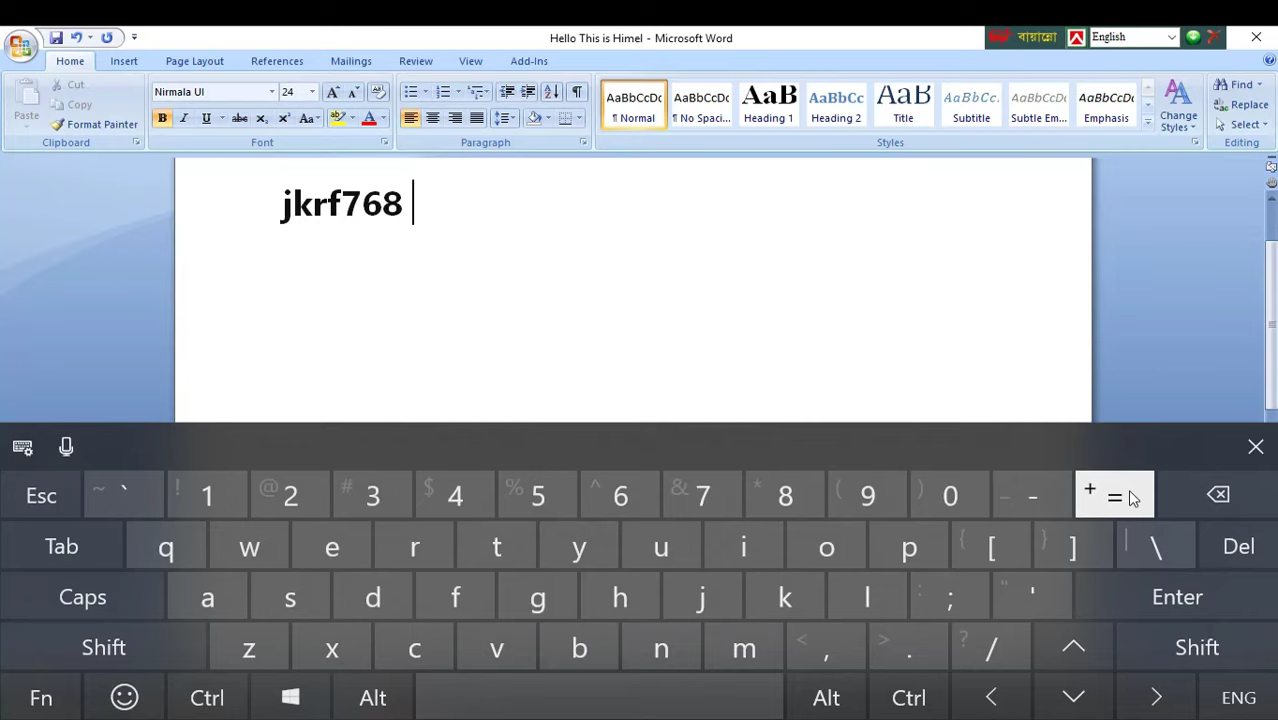 Hello This is Himel - Microsoft Word
বায়ান্নো English
Home Insert Page Layout References Mailings Review View Add-Ins
Paste Cut Copy Format Painter
Clipboard
Nirmala UI 24
B I U abc x₂ x² Aa A
Font
Paragraph
AaBbCcDc AaBbCcDc AaB AaBbCc AaB AaBbCc. AaBbCcDc AaBbCcDc
¶ Normal ¶ No Spaci... Heading 1 Heading 2 Title Subtitle Subtle Em... Emphasis
Change Styles
Styles
Find Replace Select
Editing
jkrf768
Esc ~ ` ! 1 @ 2 # 3 $ 4 % 5 ^ 6 & 7 * 8 ( 9 ) 0 _ - + =
Tab q w e r t y u i o p { [ } ] | \ Del
Caps a s d f g h j k l : ; " ' Enter
Shift z x c v b n m < , > . ? / Shift
Fn Ctrl Alt Alt Ctrl ENG